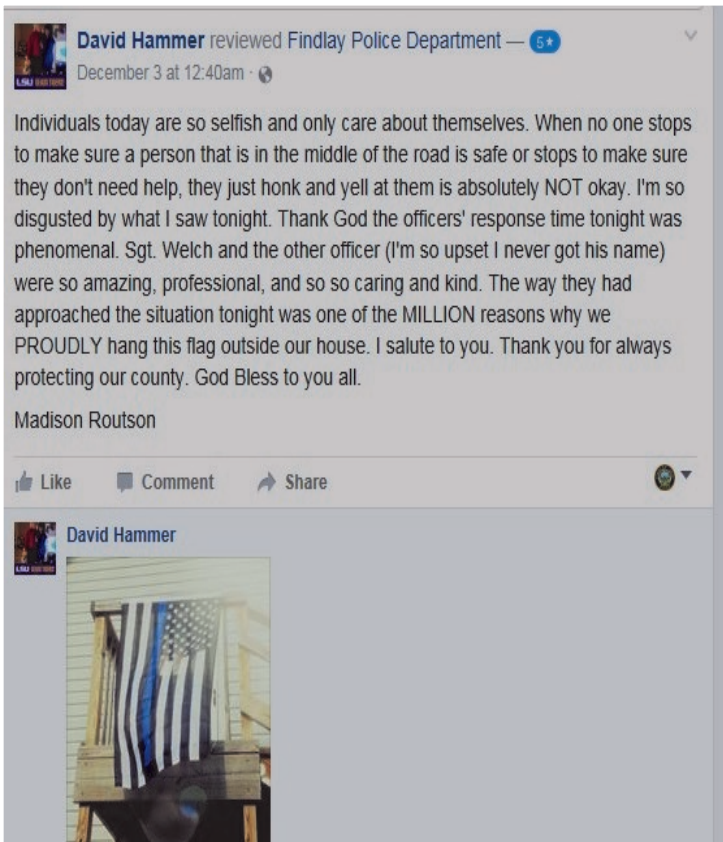 David Hammer reviewed Findlay Police Department — 5★
December 3 at 12:40am ·
Individuals today are so selfish and only care about themselves. When no one stops
to make sure a person that is in the middle of the road is safe or stops to make sure
they don't need help, they just honk and yell at them is absolutely NOT okay. I'm so
disgusted by what I saw tonight. Thank God the officers' response time tonight was
phenomenal. Sgt. Welch and the other officer (I'm so upset I never got his name)
were so amazing, professional, and so so caring and kind. The way they had
approached the situation tonight was one of the MILLION reasons why we
PROUDLY hang this flag outside our house. I salute to you. Thank you for always
protecting our county. God Bless to you all.
Madison Routson
Like Comment Share
David Hammer